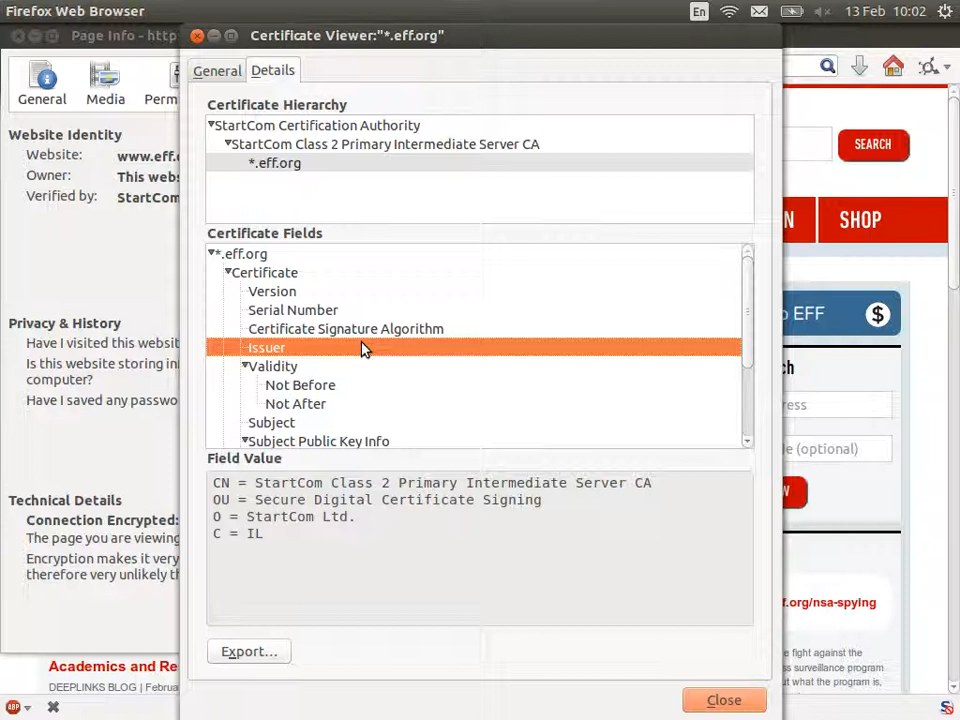 Firefox Web Browser
En
13 Feb 10:02
Page Info - http
Certificate Viewer:"*.eff.org"
General
Media
Perm
General
Details
Website Identity
Website: www.eff.
Owner: This web
Verified by: StartCom
Certificate Hierarchy
StartCom Certification Authority
StartCom Class 2 Primary Intermediate Server CA
*.eff.org
Certificate Fields
*.eff.org
Certificate
Version
Serial Number
Certificate Signature Algorithm
Issuer
Validity
Not Before
Not After
Subject
Subject Public Key Info
Field Value
CN = StartCom Class 2 Primary Intermediate Server CA
OU = Secure Digital Certificate Signing
O = StartCom Ltd.
C = IL
Export...
Close
Privacy & History
Have I visited this websit
Is this website storing in
computer?
Have I saved any passwo
Technical Details
Connection Encrypted:
The page you are viewing
Encryption makes it very
therefore very unlikely th
Academics and Re
DEEPLINKS BLOG | Februa
ABP
SEARCH
N
SHOP
o EFF
$
ch
ress
e (optional)
W
f.org/nsa-spying
e fight against the
s surveillance program
ut what the program is,